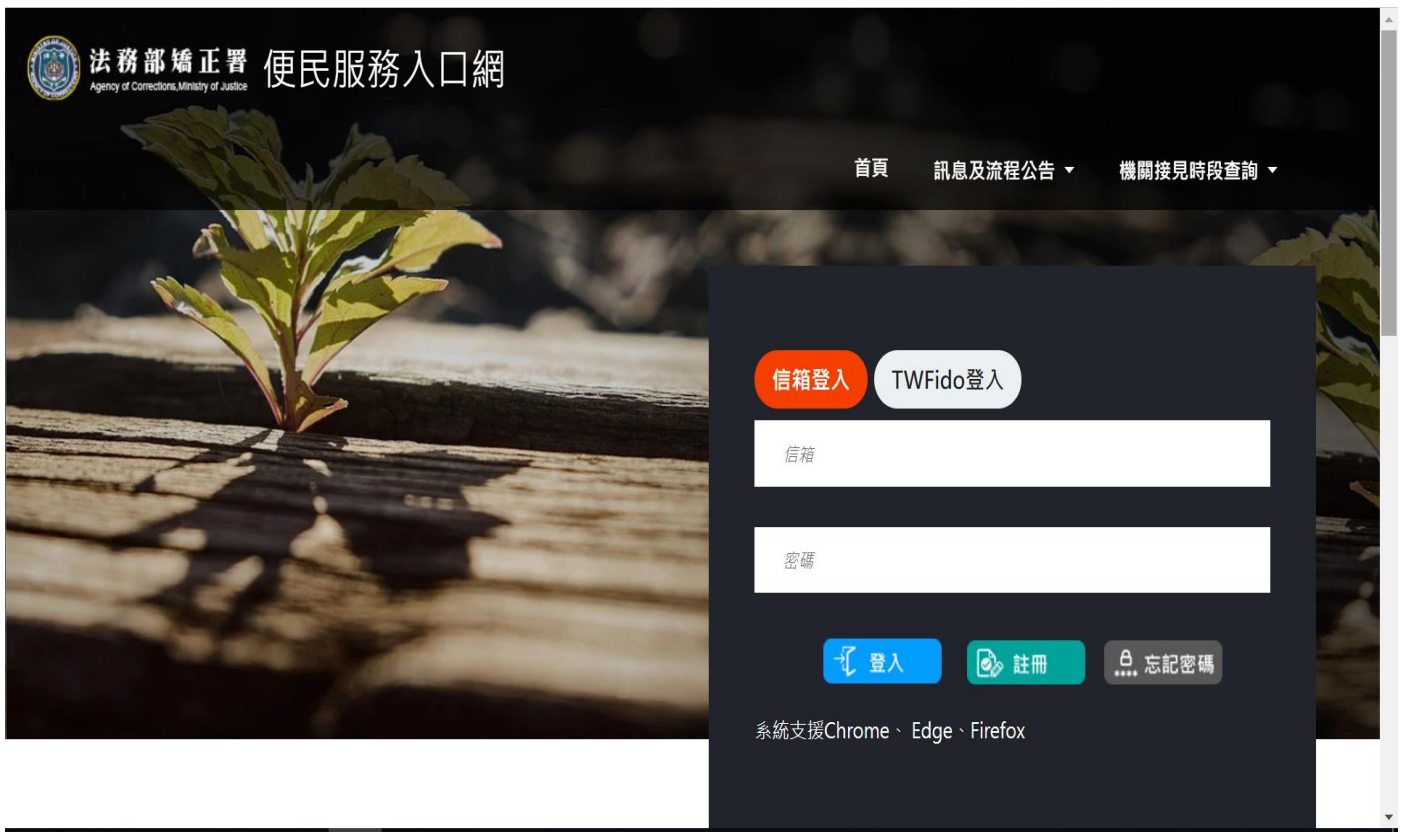 法務部矯正署 便民服務入口網
Agency of Corrections,Ministry of Justice
首頁 訊息及流程公告 機關接見時段查詢
信箱登入 TWFido登入
信箱
密碼
登入 註冊 忘記密碼
系統支援Chrome、 Edge、Firefox